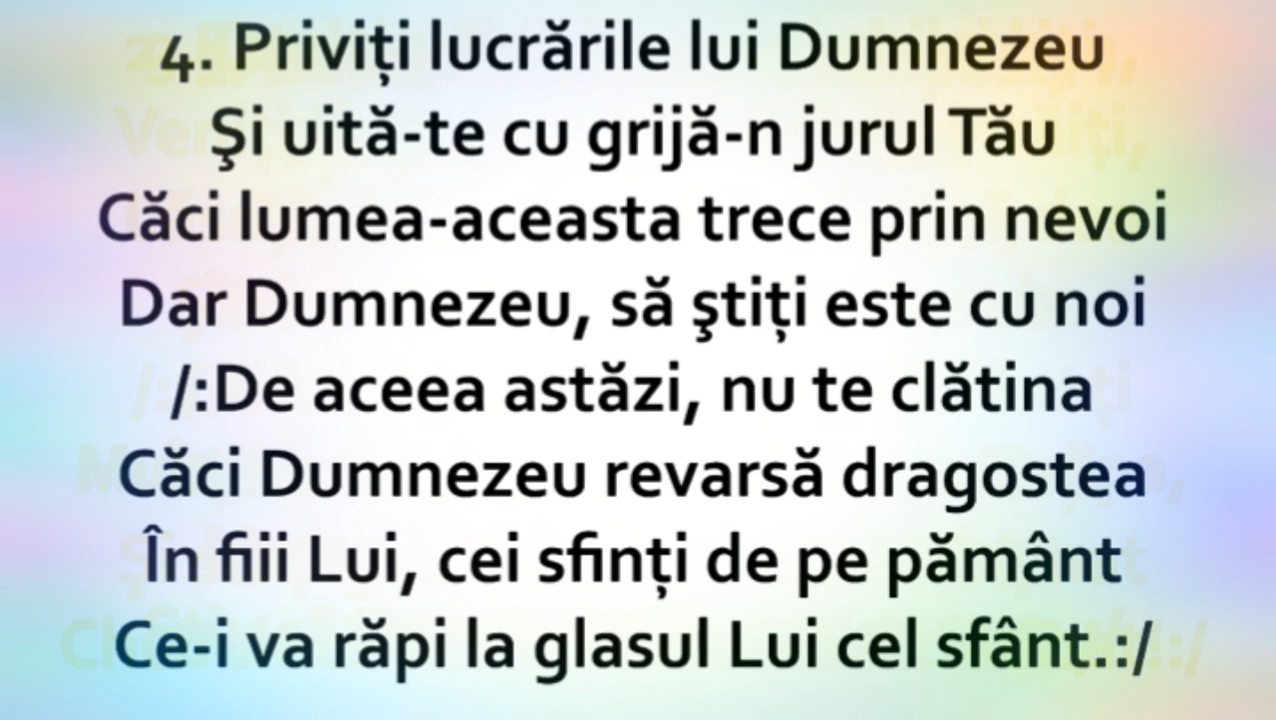 4. Priviți lucrările lui Dumnezeu
Şi uită-te cu grijă-n jurul Tău
Căci lumea-aceasta trece prin nevoi
Dar Dumnezeu, să ştiți este cu noi
/:De aceea astăzi, nu te clătina
Căci Dumnezeu revarsă dragostea
În fiii Lui, cei sfinți de pe pământ
Ce-i va răpi la glasul Lui cel sfânt.:/